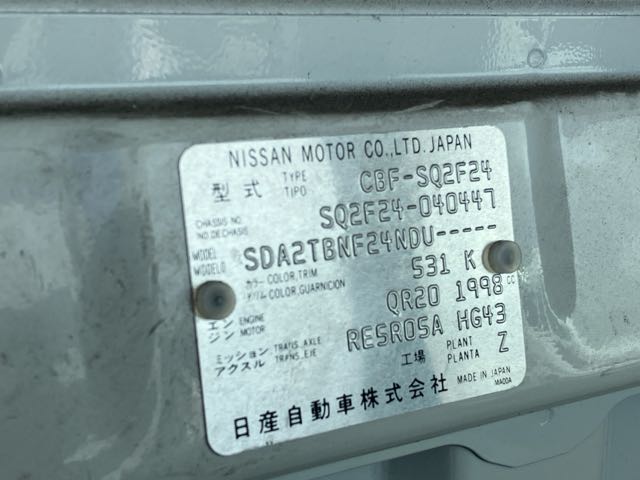 NISSAN MOTOR CO.,LTD. JAPAN
型式 TYPE TIPO CBF-SQ2F24
CHASSIS NO. NO.DE.CHASIS SQ2F24-040447
MODEL MODELO SDA2TBNF24NDU-----
カラー COLOR,TRIM トリム COLOR,GUARNICION 531 K
エンジン ENGINE MOTOR QR20 1998 CC
ミッション アクスル TRANS. AXLE TRANS. EJE RE5R05A HG43
工場 PLANT PLANTA Z
日産自動車株式会社 MADE IN JAPAN
MA00A